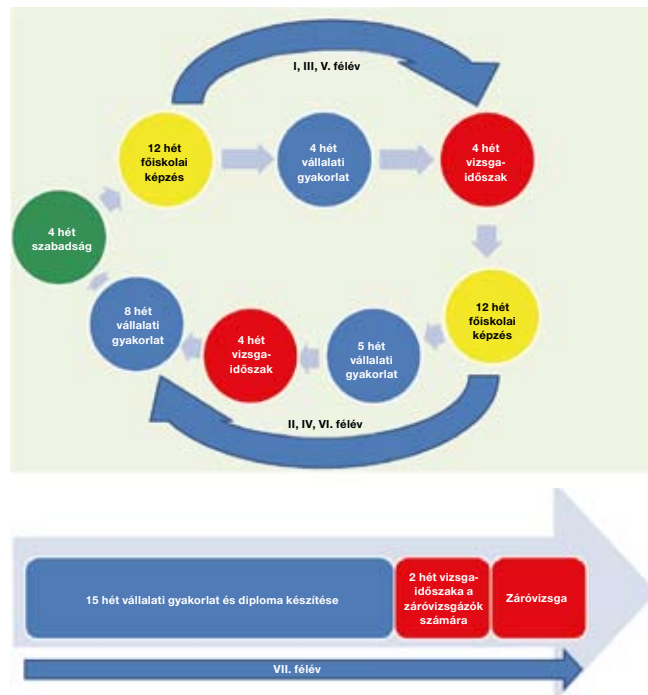 I, III, V. félév
12 hét
főiskolai
képzés
4 hét
vállalati
gyakorlat
4 hét
vizsga-
időszak
4 hét
szabadság
12 hét
főiskolai
képzés
8 hét
vállalati
gyakorlat
4 hét
vizsga-
időszak
5 hét
vállalati
gyakorlat
II, IV, VI. félév
15 hét vállalati gyakorlat és diploma készítése
2 hét vizsga-
időszaka a
záróvizsgázók
számára
Záróvizsga
VII. félév